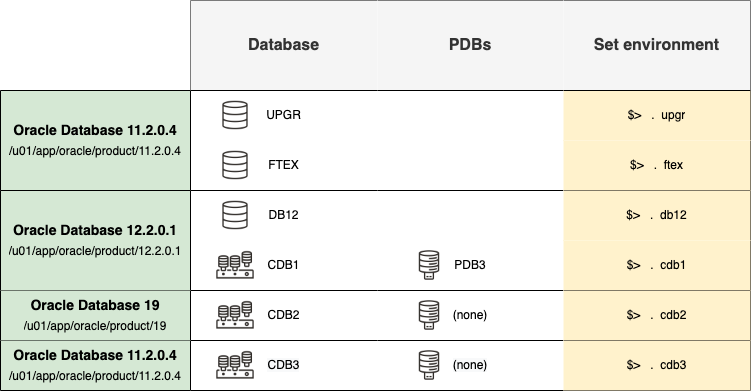 Database PDBs Set environment
Oracle Database 11.2.0.4
/u01/app/oracle/product/11.2.0.4
UPGR $> . upgr
FTEX $> . ftex
Oracle Database 12.2.0.1
/u01/app/oracle/product/12.2.0.1
DB12 $> . db12
CDB1 PDB3 $> . cdb1
Oracle Database 19
/u01/app/oracle/product/19
CDB2 (none) $> . cdb2
Oracle Database 11.2.0.4
/u01/app/oracle/product/11.2.0.4
CDB3 (none) $> . cdb3